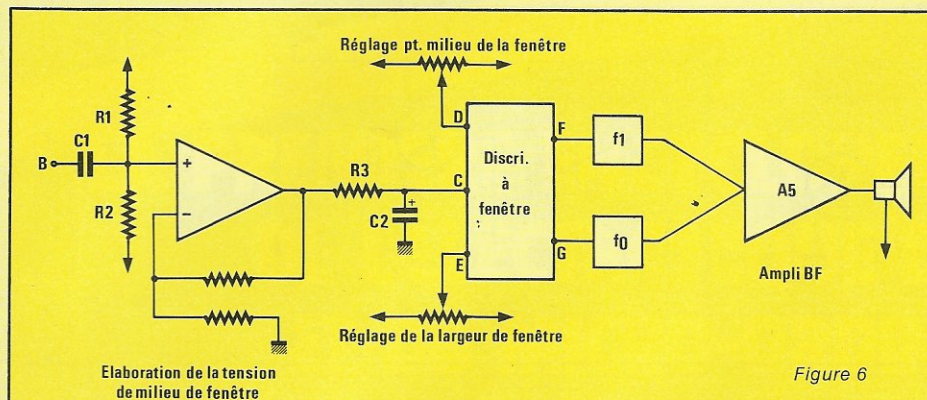 Réglage pt. milieu de la fenêtre
R1
C1
B
R2
+
−
R3
+
C2
D
C
E
Discri.
à
fenêtre
F
G
f1
f0
A5
Ampli BF
Réglage de la largeur de fenêtre
Elaboration de la tension
de milieu de fenêtre
Figure 6